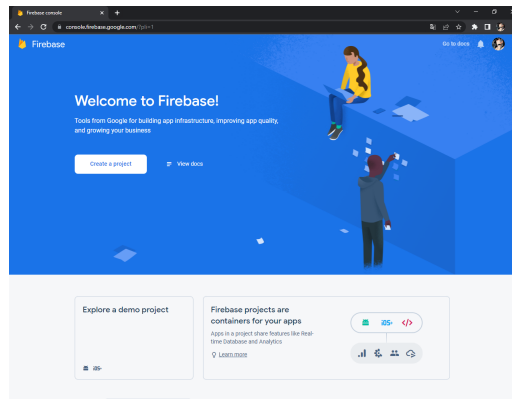 Firebase console
console.firebase.google.com/?pli=1
Firebase
Go to docs
Welcome to Firebase!
Tools from Google for building app infrastructure, improving app quality,
and growing your business
Create a project
View docs
Explore a demo project
iOS+
Firebase projects are
containers for your apps
Apps in a project share features like Real-
time Database and Analytics
Learn more
iOS+